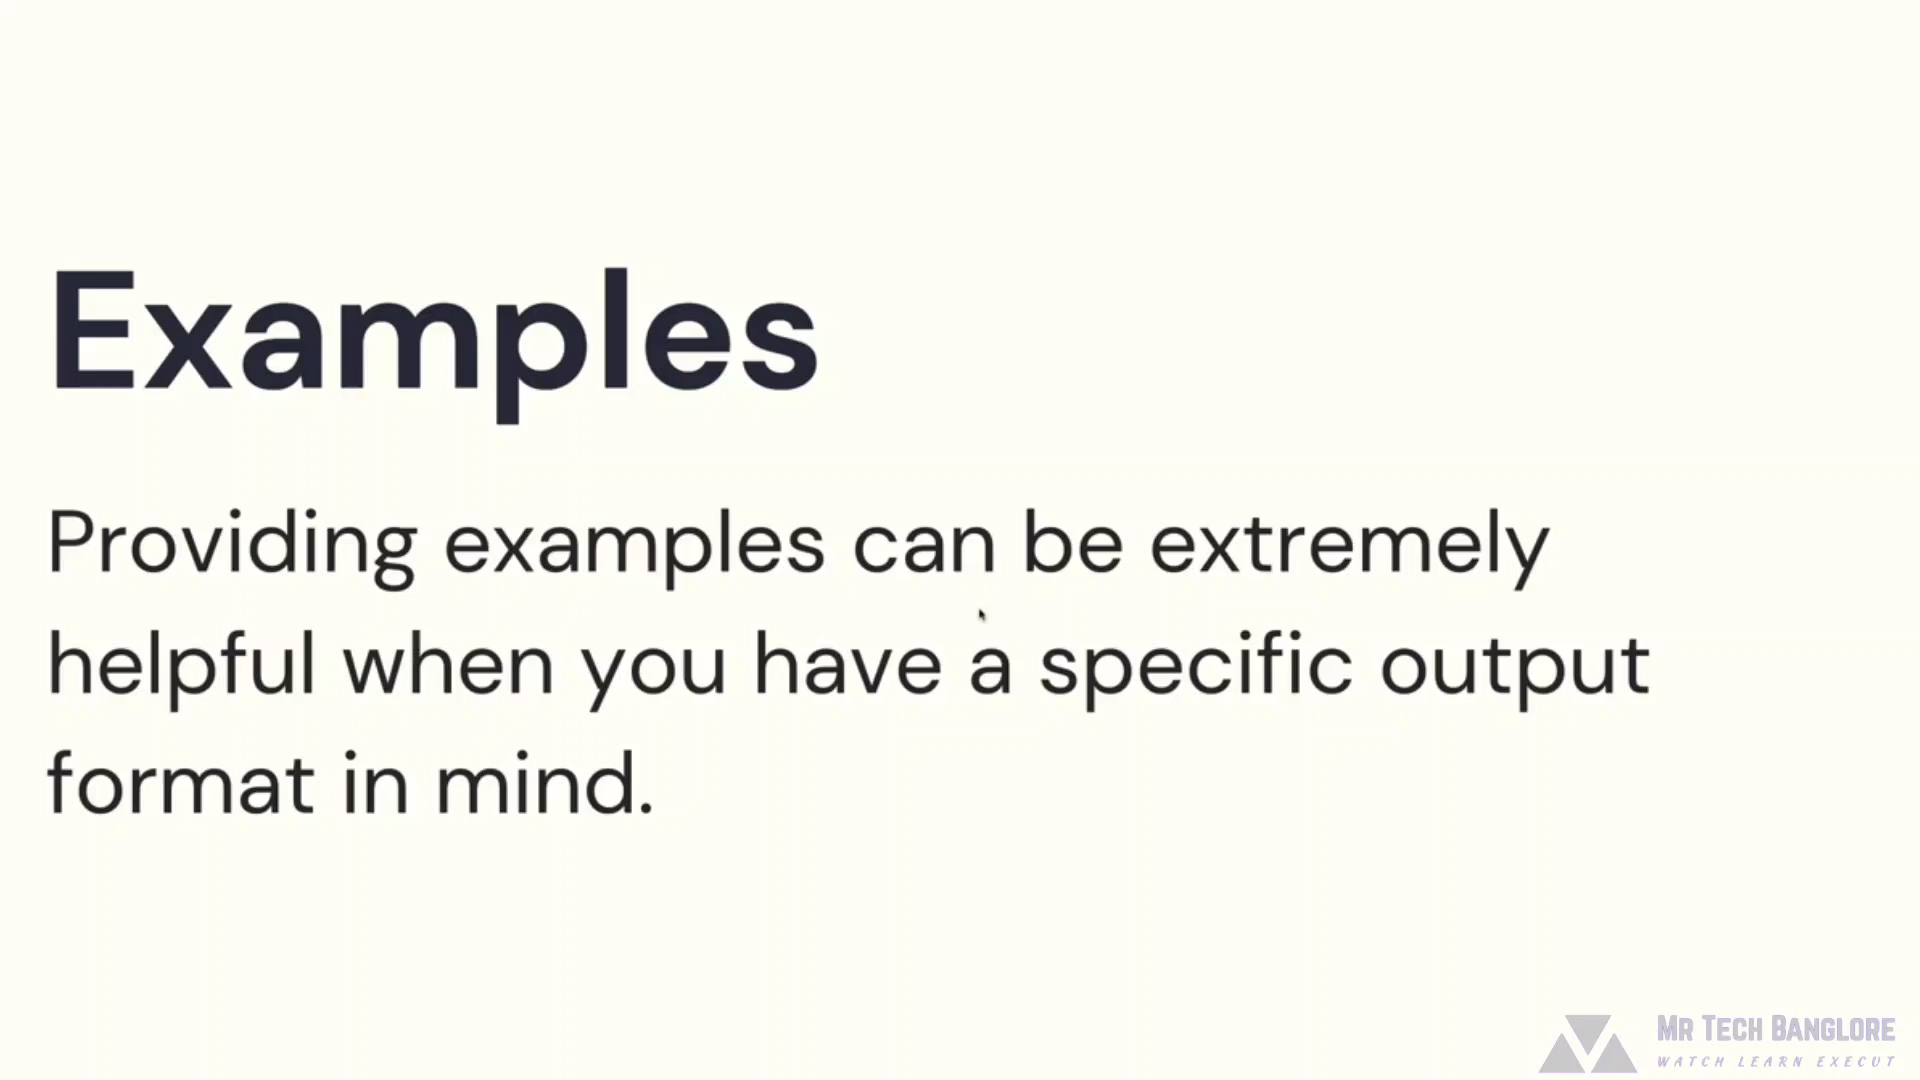 Examples
Providing examples can be extremely
helpful when you have a specific output
format in mind.
Mr Tech Banglore
WATCH LEARN EXECUT